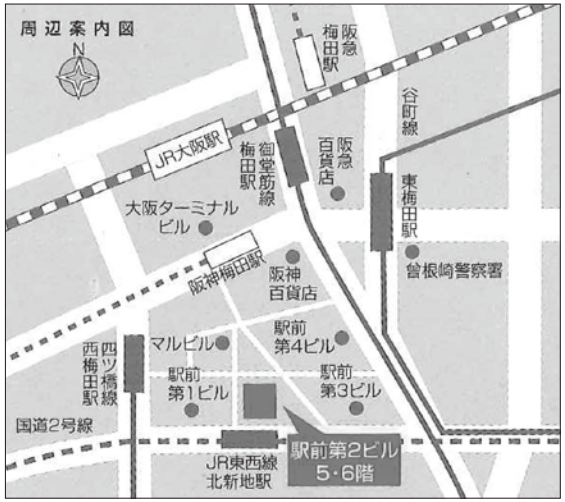 周辺案内図
N
阪急
梅田駅
谷町線
JR大阪駅
御堂筋線
梅田駅
阪急
百貨店
東梅田駅
大阪ターミナル
ビル
阪神梅田駅
阪神
百貨店
曽根崎警察署
四ツ橋線
西梅田駅
マルビル
駅前
第4ビル
駅前
第1ビル
駅前
第3ビル
国道2号線
JR東西線
北新地駅
駅前第2ビル
5・6階